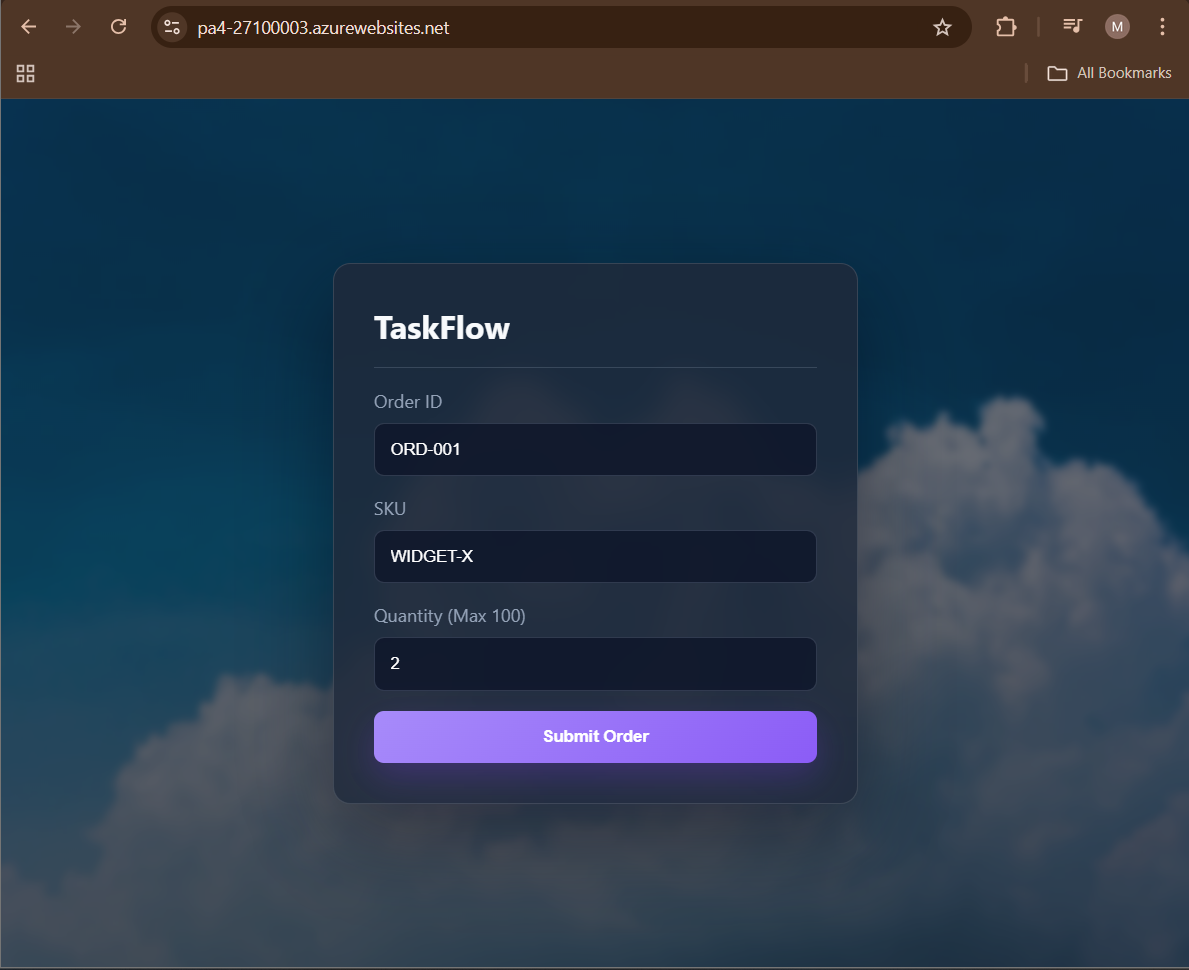 pa4-27100003.azurewebsites.net
M
All Bookmarks
TaskFlow
Order ID
ORD-001
SKU
WIDGET-X
Quantity (Max 100)
2
Submit Order